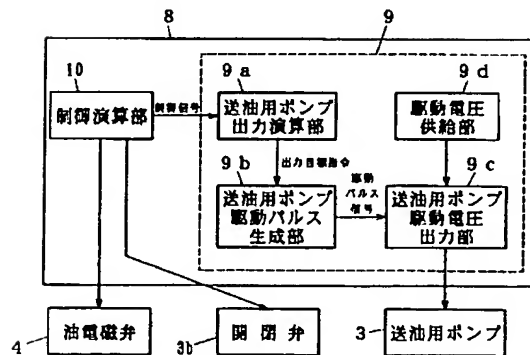 8
9
10
制御演算部
制御信号
9a
送油用ポンプ
出力演算部
9d
駆動電圧
供給部
出力目標指令
9b
送油用ポンプ
駆動パルス
生成部
駆動
パルス
信号
9c
送油用ポンプ
駆動電圧
出力部
4
油電磁弁
3b
開閉弁
3
送油用ポンプ